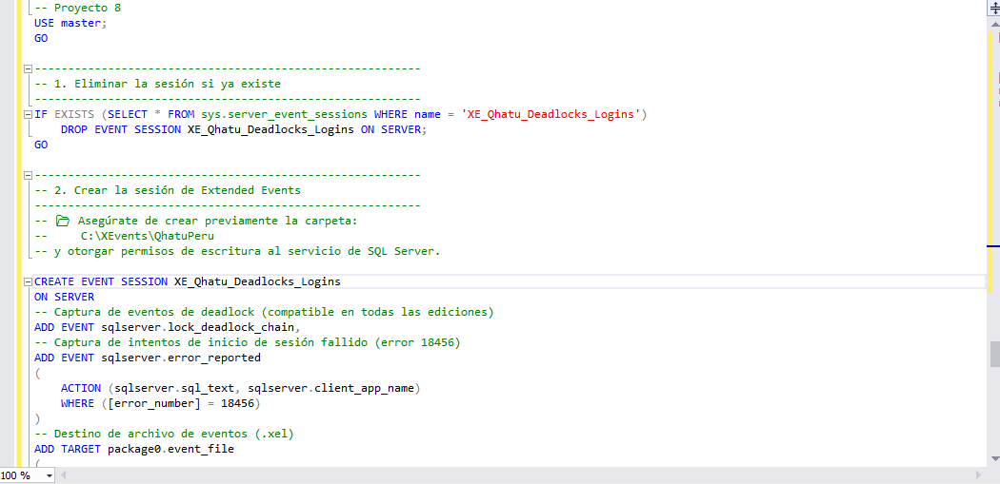 -- Proyecto 8
USE master;
GO
---------------------------------------------------------
-- 1. Eliminar la sesión si ya existe
---------------------------------------------------------
IF EXISTS (SELECT * FROM sys.server_event_sessions WHERE name = 'XE_Qhatu_Deadlocks_Logins')
    DROP EVENT SESSION XE_Qhatu_Deadlocks_Logins ON SERVER;
GO
---------------------------------------------------------
-- 2. Crear la sesión de Extended Events
---------------------------------------------------------
-- 📂 Asegúrate de crear previamente la carpeta:
--     C:\XEvents\QhatuPeru
-- y otorgar permisos de escritura al servicio de SQL Server.
CREATE EVENT SESSION XE_Qhatu_Deadlocks_Logins
ON SERVER
-- Captura de eventos de deadlock (compatible en todas las ediciones)
ADD EVENT sqlserver.lock_deadlock_chain,
-- Captura de intentos de inicio de sesión fallido (error 18456)
ADD EVENT sqlserver.error_reported
(
    ACTION (sqlserver.sql_text, sqlserver.client_app_name)
    WHERE ([error_number] = 18456)
)
-- Destino de archivo de eventos (.xel)
ADD TARGET package0.event_file
(
100 %